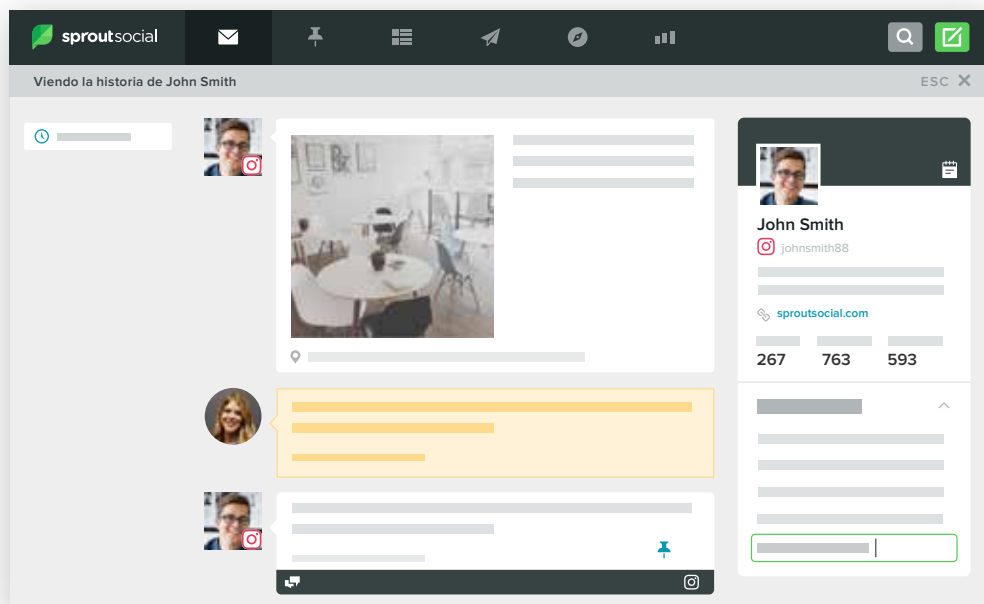 sproutsocial
Viendo la historia de John Smith
ESC
John Smith
johnsmith88
sproutsocial.com
267 763 593